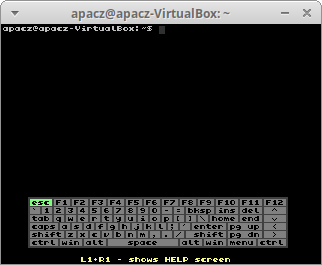 apacz@apacz-VirtualBox: ~
apacz@apacz-VirtualBox:~$
esc F1 F2 F3 F4 F5 F6 F7 F8 F9 F10 F11 F12
` 1 2 3 4 5 6 7 8 9 0 - = bksp ins del ^
tab q w e r t y u i o p [ ] \ home end <
caps a s d f g h j k l ; ' enter pg up <
shift z x c v b n m , . / shift pg dn >
ctrl win alt space alt win menu ctrl
L1+R1 - shows HELP screen